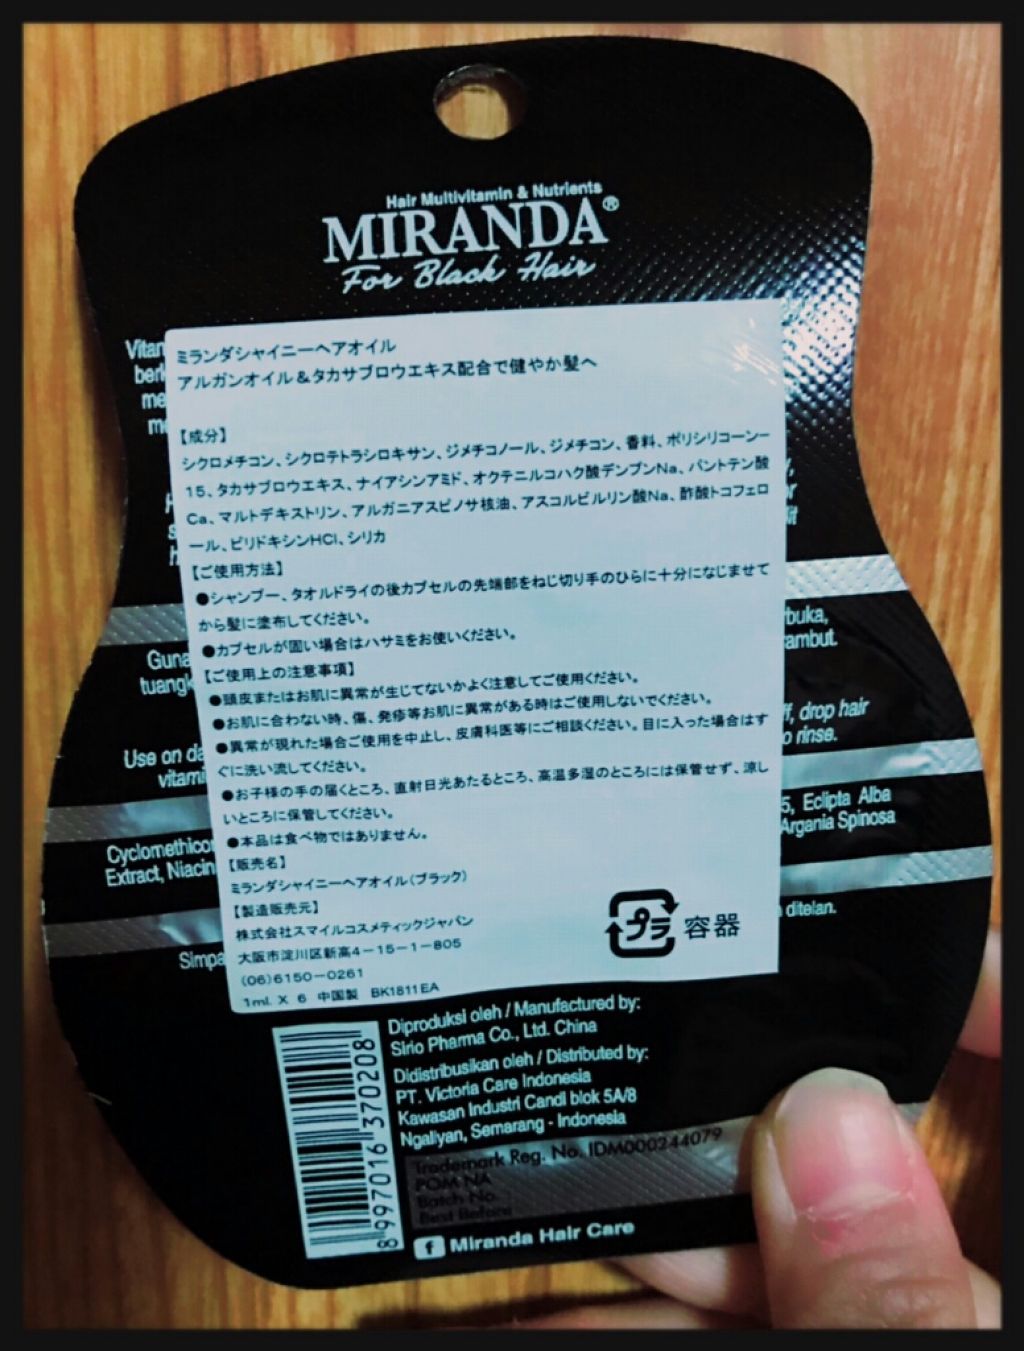 Hair Multivitamin & Nutrients
MIRANDA®
For Black Hair
ミランダシャイニーヘアオイル
アルガンオイル&タカサブロウエキス配合で健やか髪へ
【成分】
シクロメチコン、シクロテトラシロキサン、ジメチコノール、ジメチコン、香料、ポリシリコーン-
15、タカサブロウエキス、ナイアシンアミド、オクテニルコハク酸デンプンNa、パントテン酸
Ca、マルトデキストリン、アルガニアスピノサ核油、アスコルビルリン酸Na、酢酸トコフェロ
ール、ピリドキシンHCl、シリカ
【ご使用方法】
●シャンプー、タオルドライの後カプセルの先端部をねじ切り手のひらに十分になじませて
から髪に塗布してください。
●カプセルが固い場合はハサミをお使いください。
【ご使用上の注意事項】
●頭皮またはお肌に異常が生じてないかよく注意してご使用ください。
●お肌に合わない時、傷、発疹等お肌に異常がある時はご使用しないでください。
●異常が現れた場合ご使用を中止し、皮膚科医等にご相談ください。目に入った場合はす
ぐに洗い流してください。
●お子様の手の届くところ、直射日光あたるところ、高温多湿のところには保管せず、涼し
いところに保管してください。
●本品は食べ物ではありません。
【販売名】
ミランダシャイニーヘアオイル(ブラック)
【製造販売元】
株式会社スマイルコスメティックジャパン
大阪市淀川区新高4-15-1-805
(06)6150-0261
1ml. X 6 中国製 BK1811EA
プラ 容器
Use on
drop hair
rinse.
5, Eclipta Alba
Extract,
Argania Spinosa
ditelan.
Diproduksi oleh / Manufactured by:
Sirio Pharma Co., Ltd. China
Didistribusikan oleh / Distributed by:
PT. Victoria Care Indonesia
Kawasan Industri Candi blok 5A/8
Ngaliyan, Semarang - Indonesia
Trademark Reg. No. IDM000244079
POM NA
Batch No.
Best Before
f Miranda Hair Care
8 997016 370208